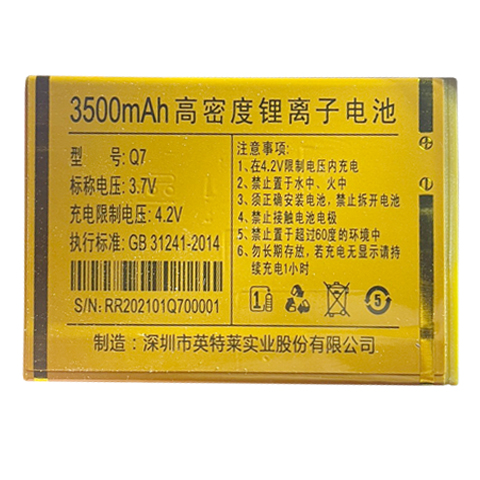 3500mAh 高密度锂离子电池
型 号: Q7
标称电压: 3.7V
充电限制电压: 4.2V
执行标准: GB 31241-2014
S/N: RR202101Q700001
注意事项:
1、在4.2V限制电压内充电
2、禁止置于水中、火中
3、须正确安装电池，禁止拆开电池
4、禁止接触电池电极
5、禁止置于超过60度的环境中
6、勿长期存放，若充电无显示请持
续充电1小时
1
5
制造：深圳市英特莱实业股份有限公司